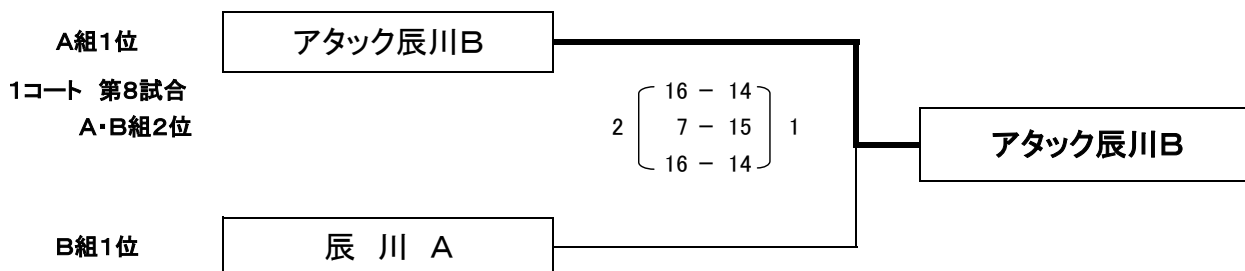 A組1位 アタック辰川B
1コート 第8試合
A・B組2位
16 － 14
2 7 － 15 1
16 － 14
アタック辰川B
B組1位 辰 川 A